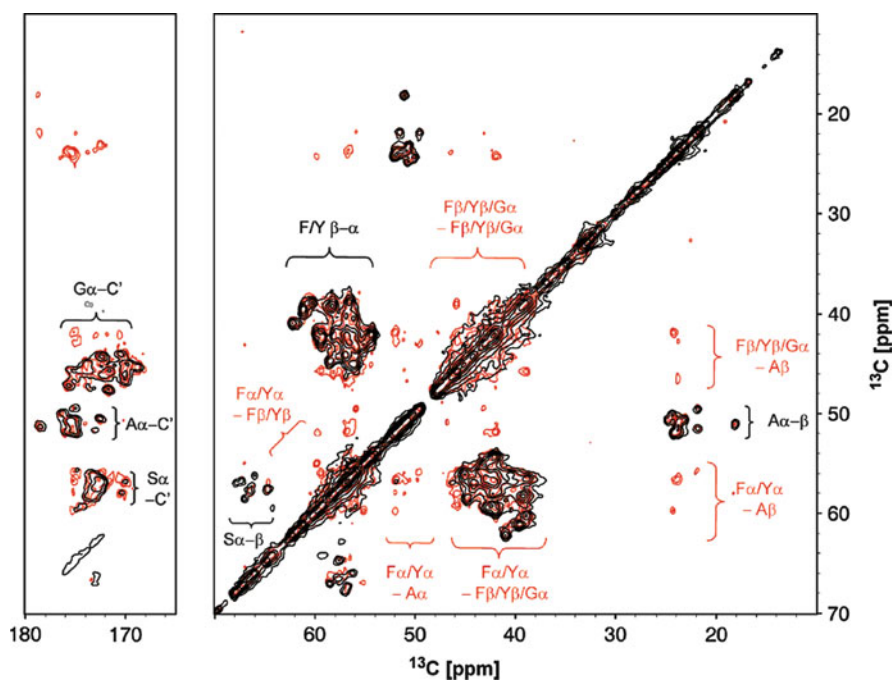 Fβ/Yβ/Gα
– Fβ/Yβ/Gα
F/Y β–α
Gα–C'
Fα/Yα
– Fβ/Yβ
Aα–C'
Sα
–C'
Sα–β
Fα/Yα
– Aα
Fα/Yα
– Fβ/Yβ/Gα
Fβ/Yβ/Gα
– Aβ
Aα–β
Fα/Yα
– Aβ
20
30
40
50
60
70
13C [ppm]
180 170 60 50 40 30 20
13C [ppm]